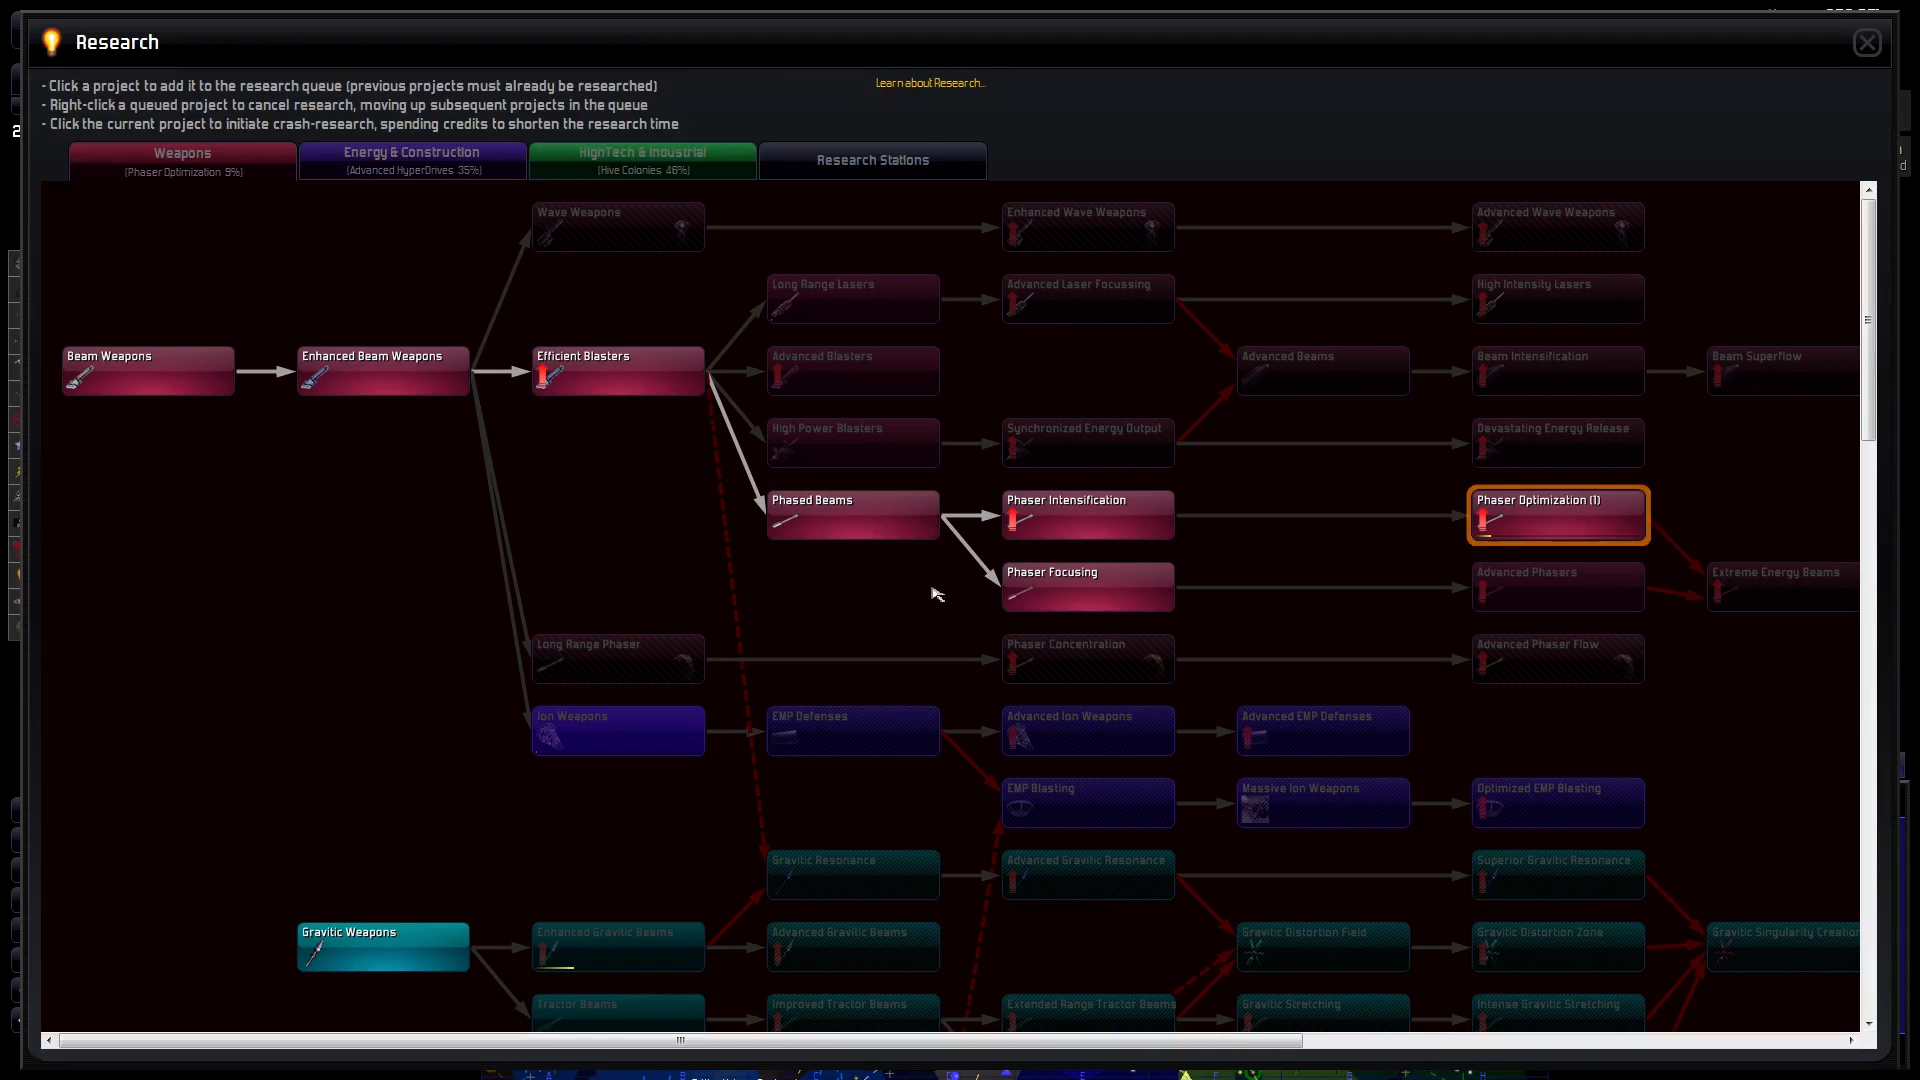 Research
- Click a project to add it to the research queue (previous projects must already be researched)
- Right-click a queued project to cancel research, moving up subsequent projects in the queue
- Click the current project to initiate crash-research, spending credits to shorten the research time
Learn about Research...
Weapons
(Phaser Optimization 9%)
Energy & Construction
(Advanced HyperDrives 35%)
HighTech & Industrial
(Hive Colonies 46%)
Research Stations
Wave Weapons
Enhanced Wave Weapons
Advanced Wave Weapons
Long Range Lasers
Advanced Laser Focussing
High Intensity Lasers
Beam Weapons
Enhanced Beam Weapons
Efficient Blasters
Advanced Blasters
Advanced Beams
Beam Intensification
Beam Superflow
High Power Blasters
Synchronized Energy Output
Devastating Energy Release
Phased Beams
Phaser Intensification
Phaser Optimization (1)
Phaser Focusing
Advanced Phasers
Extreme Energy Beams
Long Range Phaser
Phaser Concentration
Advanced Phaser Flow
Ion Weapons
EMP Defenses
Advanced Ion Weapons
Advanced EMP Defenses
EMP Blasting
Massive Ion Weapons
Optimized EMP Blasting
Gravitic Resonance
Advanced Gravitic Resonance
Superior Gravitic Resonance
Gravitic Weapons
Enhanced Gravitic Beams
Advanced Gravitic Beams
Gravitic Distortion Field
Gravitic Distortion Zone
Gravitic Singularity Creation
Tractor Beams
Improved Tractor Beams
Extended Range Tractor Beams
Gravitic Stretching
Intense Gravitic Stretching